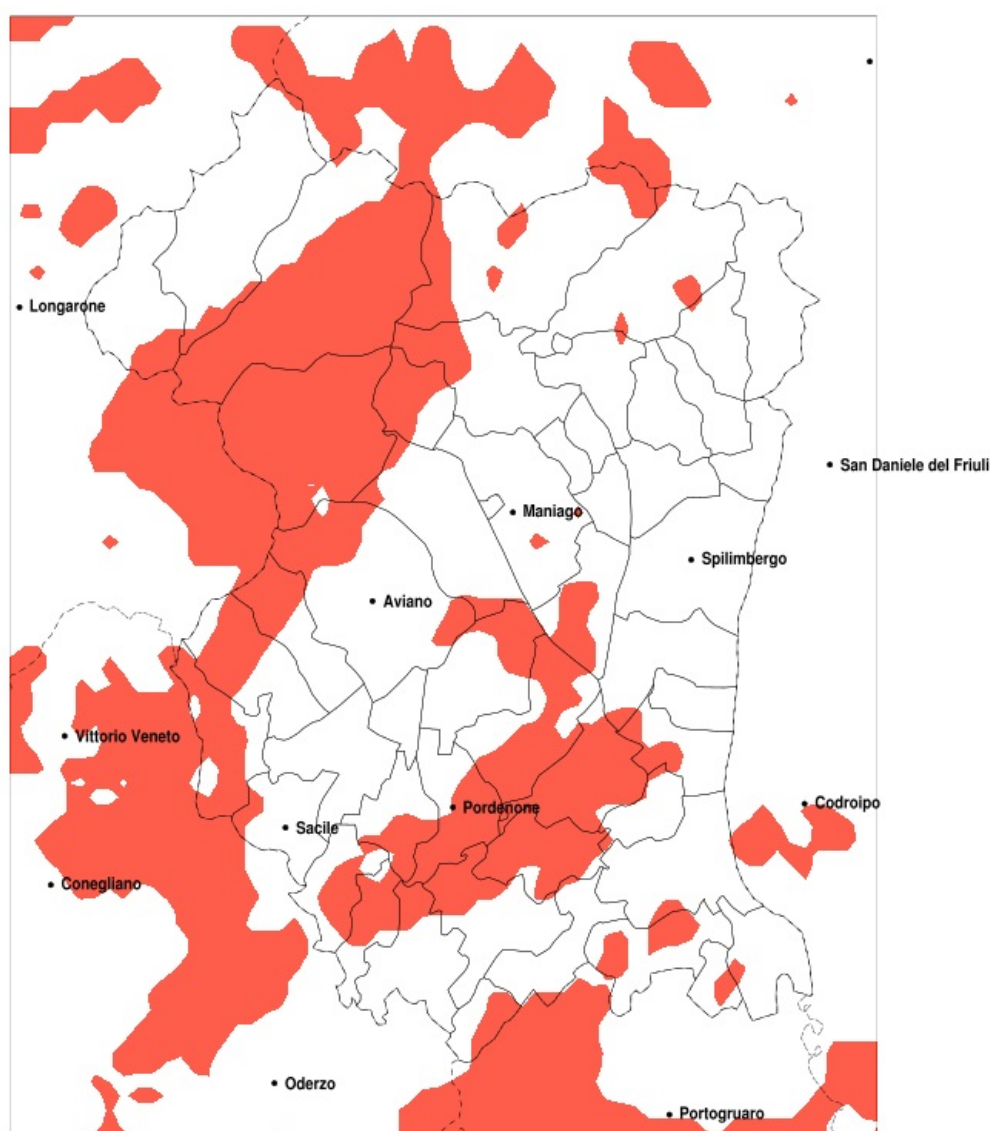 Longarone
San Daniele del Friuli
Maniago
Spilimbergo
Aviano
Vittorio Veneto
Codroipo
Pordenone
Sacile
Conegliano
Oderzo
Portogruaro